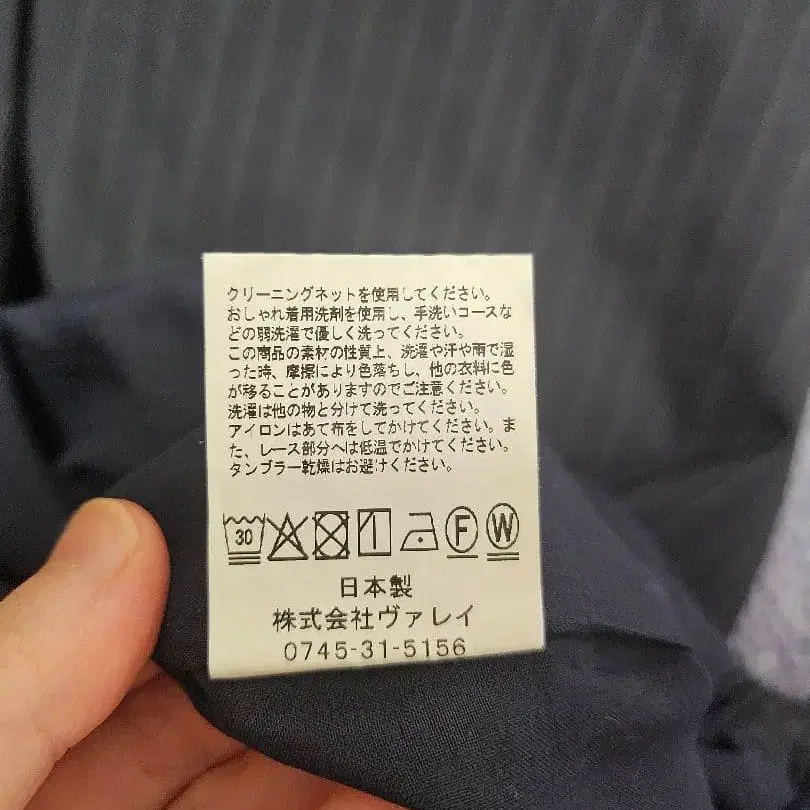 クリーニングネットを使用してください。
おしゃれ着用洗剤を使用し、手洗いコースな
どの弱洗濯で優しく洗ってください。
この商品の素材の性質上、洗濯や汗や雨で湿
った時、摩擦により色落ちし、他の衣料に色
が移ることがありますのでご注意ください。
洗濯は他の物と分けて洗ってください。
アイロンはあて布をしてかけてください。ま
た、レース部分へは低温でかけてください。
タンブラー乾燥はお避けください。
30 F W
日本製
株式会社ヴァレイ
0745-31-5156